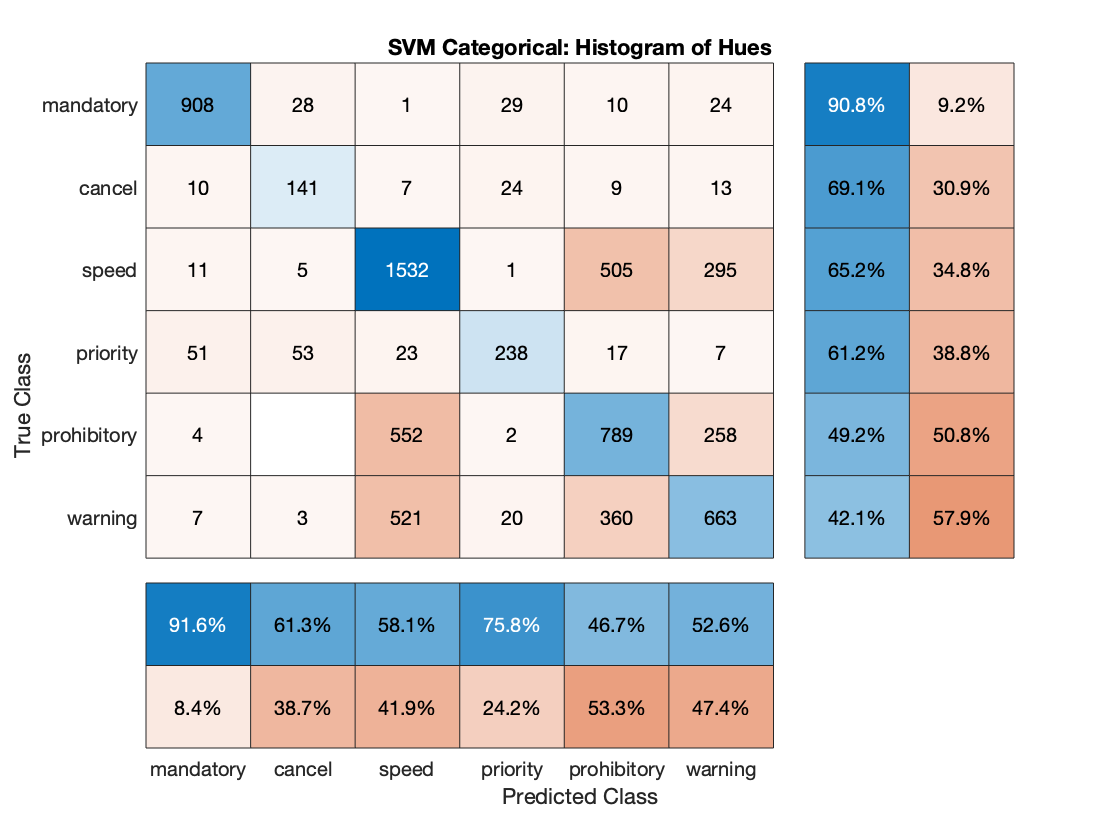 SVM Categorical: Histogram of Hues
mandatory 908 28 1 29 10 24 90.8% 9.2%
cancel 10 141 7 24 9 13 69.1% 30.9%
speed 11 5 1532 1 505 295 65.2% 34.8%
priority 51 53 23 238 17 7 61.2% 38.8%
prohibitory 4 552 2 789 258 49.2% 50.8%
warning 7 3 521 20 360 663 42.1% 57.9%
True Class
91.6% 61.3% 58.1% 75.8% 46.7% 52.6%
8.4% 38.7% 41.9% 24.2% 53.3% 47.4%
mandatory cancel speed priority prohibitory warning
Predicted Class